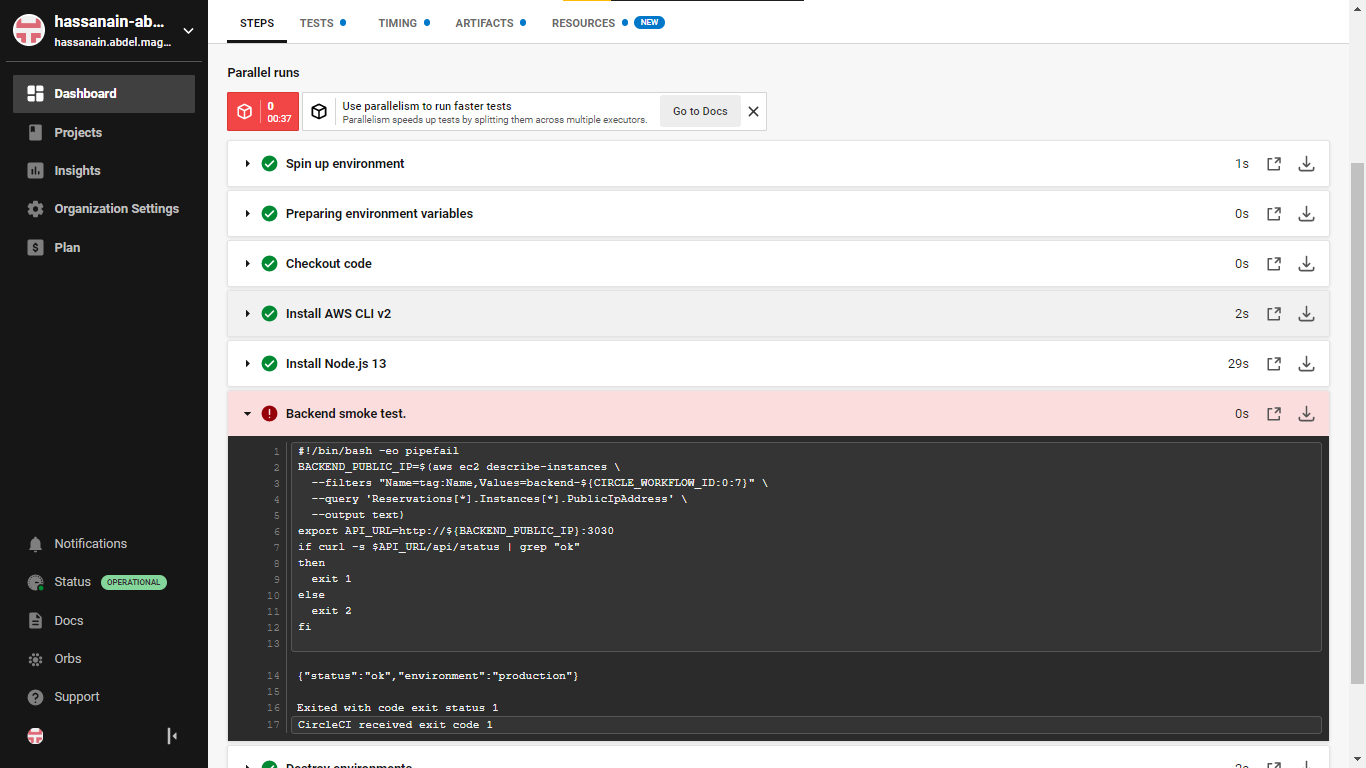 hassanain-ab...
hassanain.abdel.mag...
Dashboard
Projects
Insights
Organization Settings
Plan
Notifications
Status OPERATIONAL
Docs
Orbs
Support
STEPS TESTS TIMING ARTIFACTS RESOURCES NEW
Parallel runs
0
00:37
Use parallelism to run faster tests
Parallelism speeds up tests by splitting them across multiple executors.
Go to Docs
Spin up environment 1s
Preparing environment variables 0s
Checkout code 0s
Install AWS CLI v2 2s
Install Node.js 13 29s
Backend smoke test. 0s
1 #!/bin/bash -eo pipefail
2 BACKEND_PUBLIC_IP=$(aws ec2 describe-instances \
3 --filters "Name=tag:Name,Values=backend-${CIRCLE_WORKFLOW_ID:0:7}" \
4 --query 'Reservations[*].Instances[*].PublicIpAddress' \
5 --output text)
6 export API_URL=http://${BACKEND_PUBLIC_IP}:3030
7 if curl -s $API_URL/api/status | grep "ok"
8 then
9 exit 1
10 else
11 exit 2
12 fi
13
14 {"status":"ok","environment":"production"}
15
16 Exited with code exit status 1
17 CircleCI received exit code 1
Destroy environments